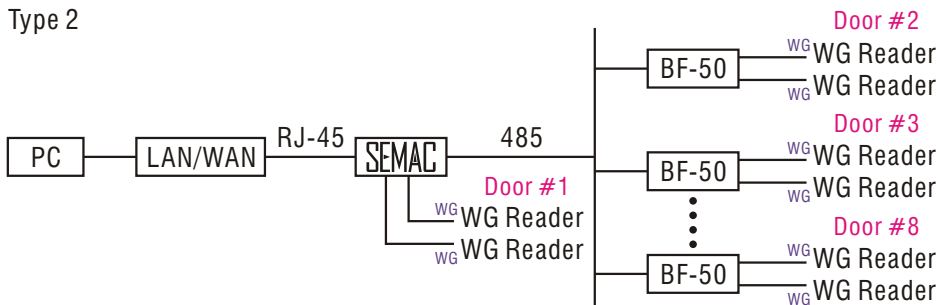 Type 2
PC
LAN/WAN
RJ-45
SEMAC
485
Door #1
WG WG Reader
WG WG Reader
Door #2
BF-50
WG WG Reader
WG WG Reader
Door #3
BF-50
WG WG Reader
WG WG Reader
Door #8
BF-50
WG WG Reader
WG WG Reader